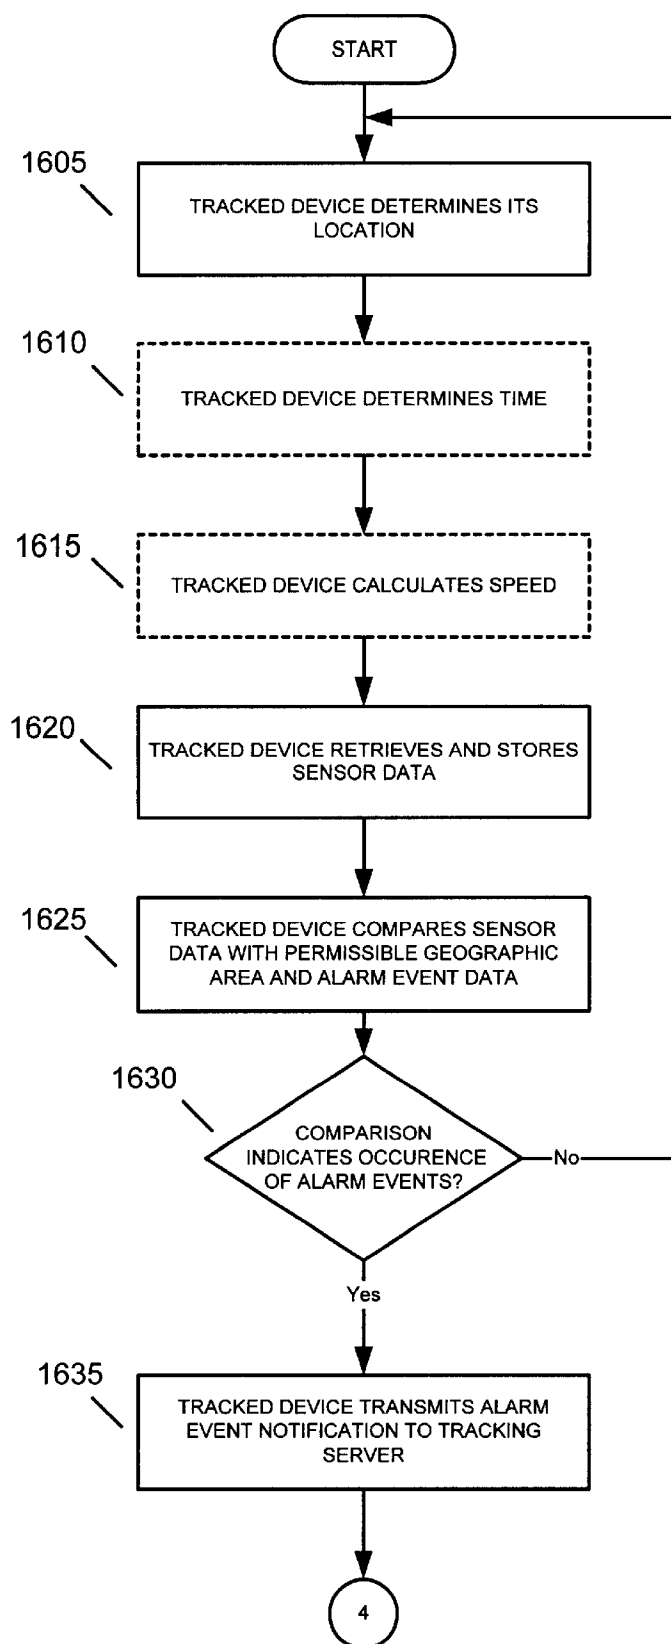 START
1605
TRACKED DEVICE DETERMINES ITS
LOCATION
1610
TRACKED DEVICE DETERMINES TIME
1615
TRACKED DEVICE CALCULATES SPEED
1620
TRACKED DEVICE RETRIEVES AND STORES
SENSOR DATA
1625
TRACKED DEVICE COMPARES SENSOR
DATA WITH PERMISSIBLE GEOGRAPHIC
AREA AND ALARM EVENT DATA
1630
COMPARISON
INDICATES OCCURENCE
OF ALARM EVENTS?
No
Yes
1635
TRACKED DEVICE TRANSMITS ALARM
EVENT NOTIFICATION TO TRACKING
SERVER
4